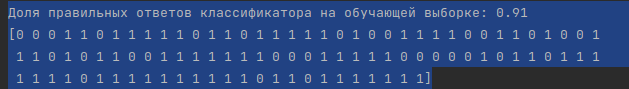 Доля правильных ответов классификатора на обучающей выборке: 0.91
[0 0 0 1 1 0 1 1 1 1 1 0 1 1 0 1 1 1 1 1 0 1 0 0 1 1 1 1 0 0 1 1 0 1 0 0 1
 1 1 0 1 0 1 1 0 0 1 1 1 1 1 1 1 0 0 0 1 1 1 1 1 0 0 0 0 0 1 0 1 1 0 1 1 1
 1 1 1 1 0 1 1 1 1 1 1 1 1 1 1 0 1 1 0 1 1 1 1 1 1 1]